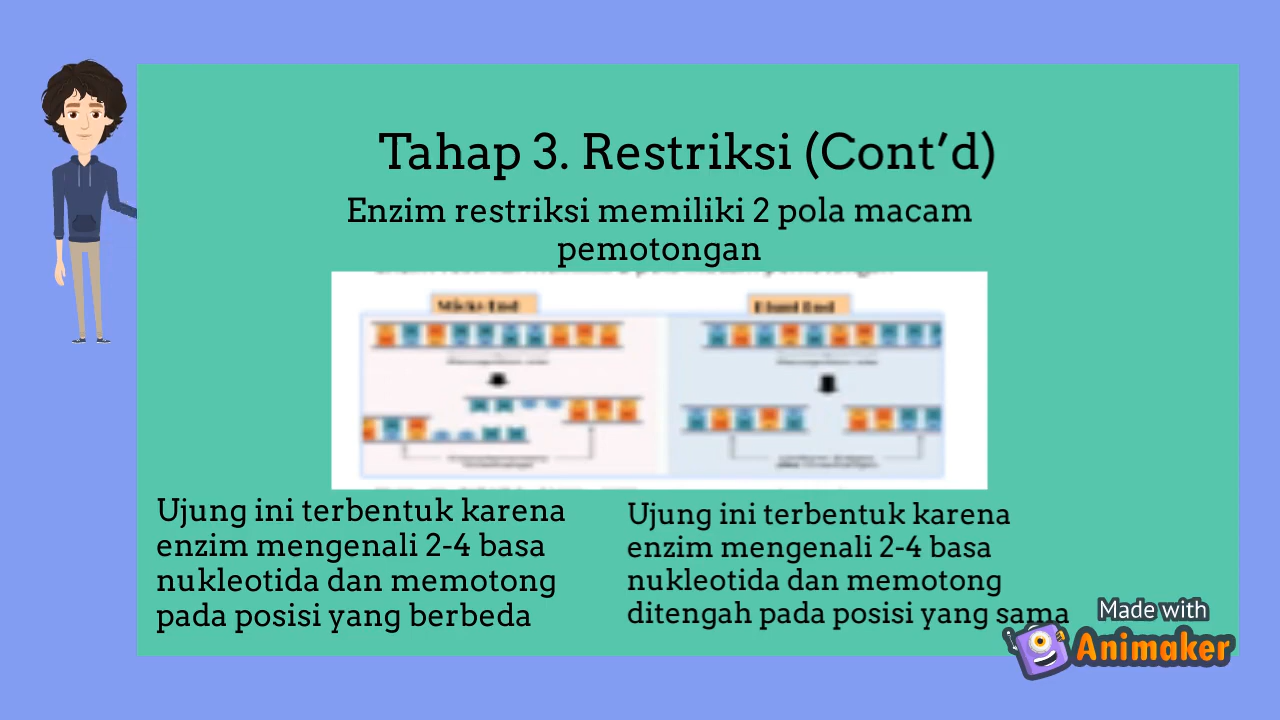 Tahap 3. Restriksi (Cont’d)
Enzim restriksi memiliki 2 pola macam
pemotongan
Sticky End
Blunt End
Ujung ini terbentuk karena
enzim mengenali 2-4 basa
nukleotida dan memotong
pada posisi yang berbeda
Ujung ini terbentuk karena
enzim mengenali 2-4 basa
nukleotida dan memotong
ditengah pada posisi yang sama
Made with
Animaker